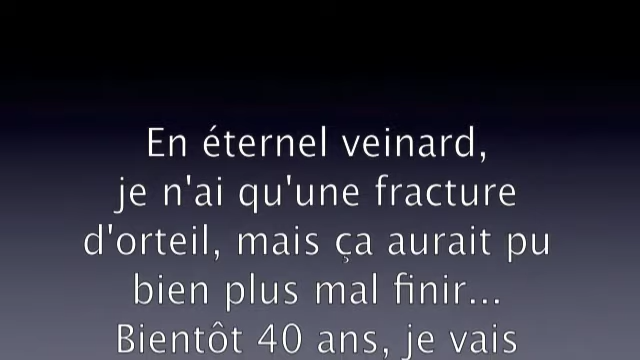 En éternel veinard,
je n'ai qu'une fracture
d'orteil, mais ça aurait pu
bien plus mal finir...
Bientôt 40 ans, je vais